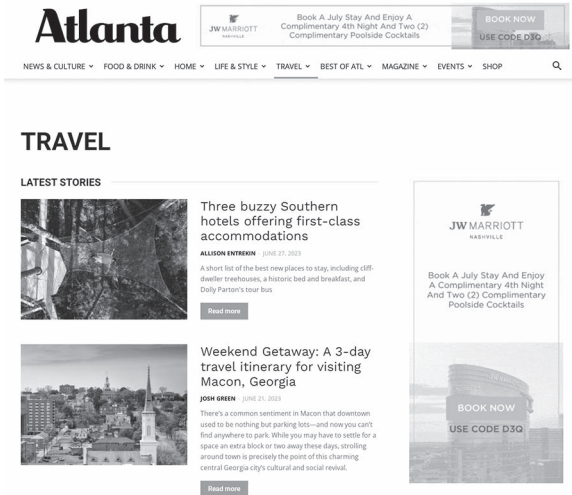 Atlanta
JW MARRIOTT
NASHVILLE
Book A July Stay And Enjoy A
Complimentary 4th Night And Two (2)
Complimentary Poolside Cocktails
BOOK NOW
USE CODE D3Q
NEWS & CULTURE FOOD & DRINK HOME LIFE & STYLE TRAVEL BEST OF ATL MAGAZINE EVENTS SHOP
TRAVEL
LATEST STORIES
Three buzzy Southern
hotels offering first-class
accommodations
ALLISON ENTREKIN - JUNE 27, 2023
A short list of the best new places to stay, including cliff-
dweller treehouses, a historic bed and breakfast, and
Dolly Parton's tour bus
Read more
Weekend Getaway: A 3-day
travel itinerary for visiting
Macon, Georgia
JOSH GREEN - JUNE 21, 2023
There's a common sentiment in Macon that downtown
used to be nothing but parking lots—and now you can't
find anywhere to park. While you may have to settle for a
space an extra block or two away these days, strolling
around town is precisely the point of this charming
central Georgia city's cultural and social revival.
Read more
JW MARRIOTT
NASHVILLE
Book A July Stay And Enjoy
A Complimentary 4th Night
And Two (2) Complimentary
Poolside Cocktails
BOOK NOW
USE CODE D3Q